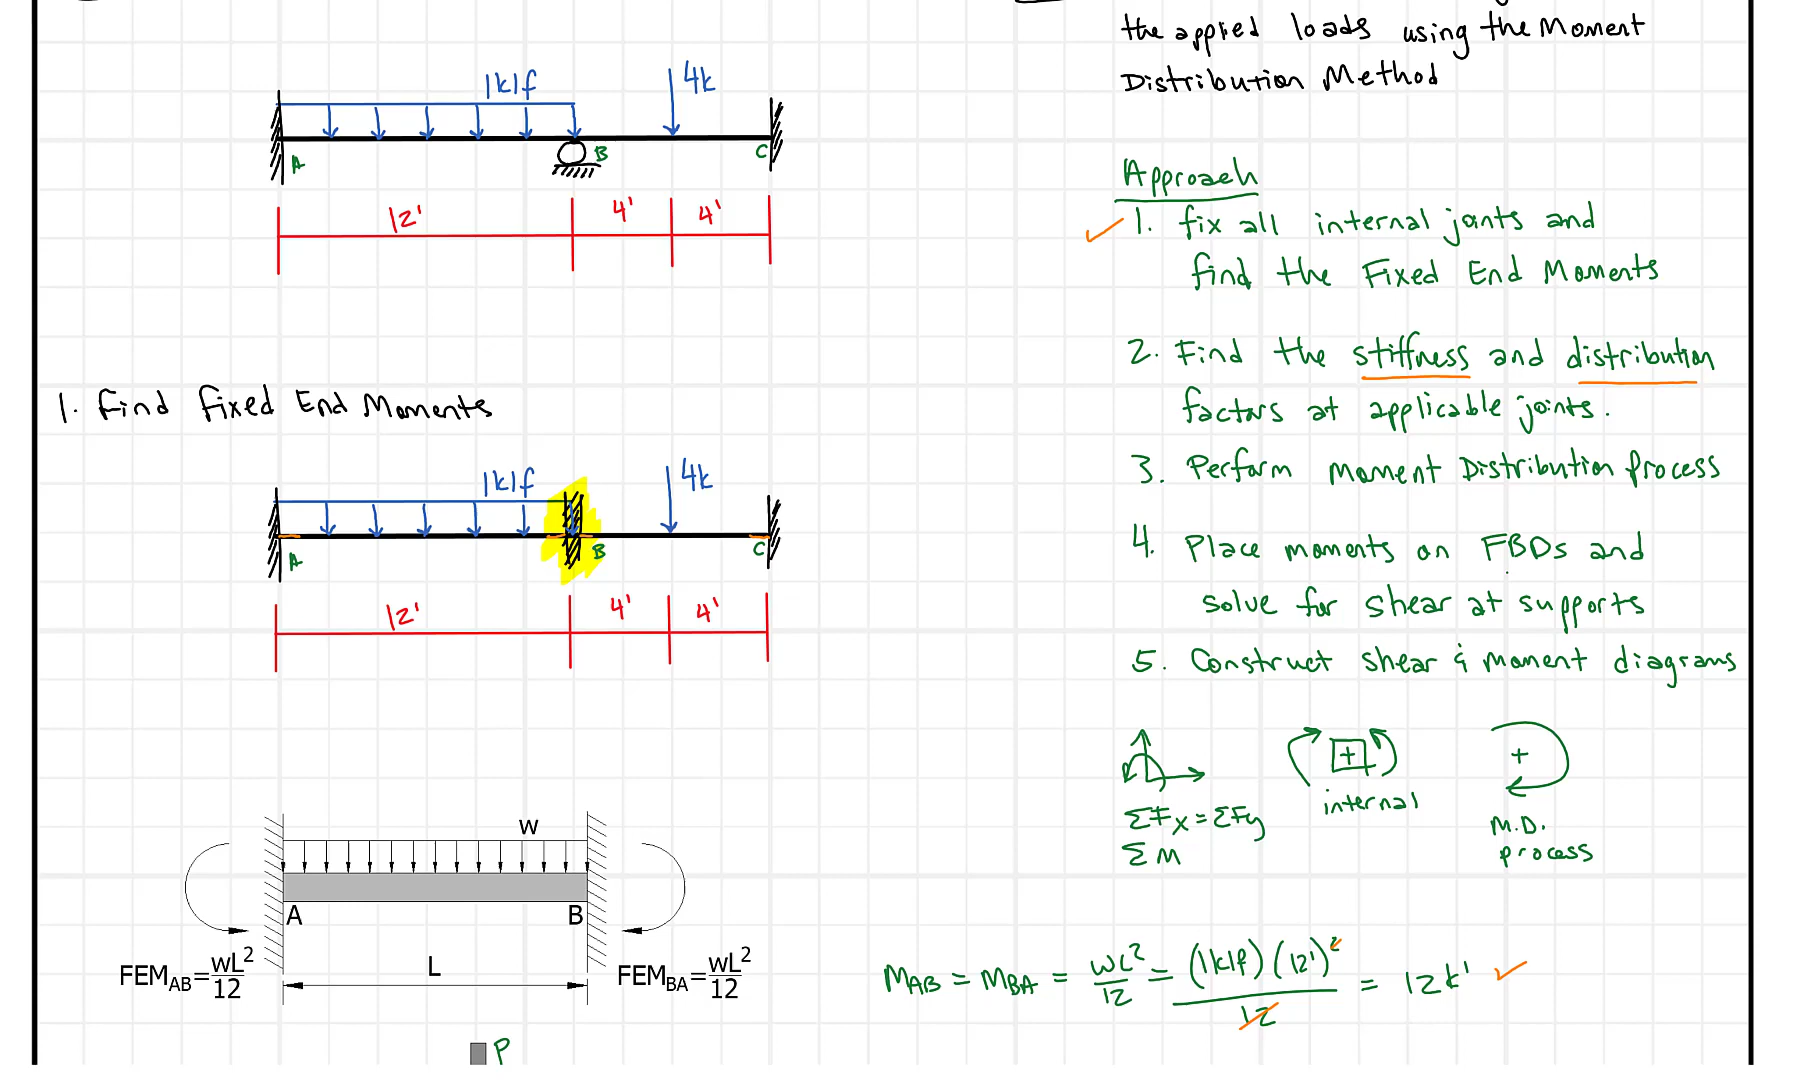 the applied loads using the Moment
Distribution Method
1klf
4k
A
B
C
12'
4'
4'
Approach
1. fix all internal joints and
find the Fixed End Moments
2. Find the stiffness and distribution
factors at applicable joints.
3. Perform Moment Distribution process
4. Place moments on FBDs and
solve for shear at supports
5. Construct shear & moment diagrams
1. Find Fixed End Moments
1klf
4k
A
B
C
12'
4'
4'
+
internal
+
M.D.
process
ΣFx = ΣFy
ΣM
w
A
B
L
FEM_AB=wL²/12
FEM_BA=wL²/12
M_AB = M_BA = wL²/12 = (1klf)(12')²/12 = 12k'
P